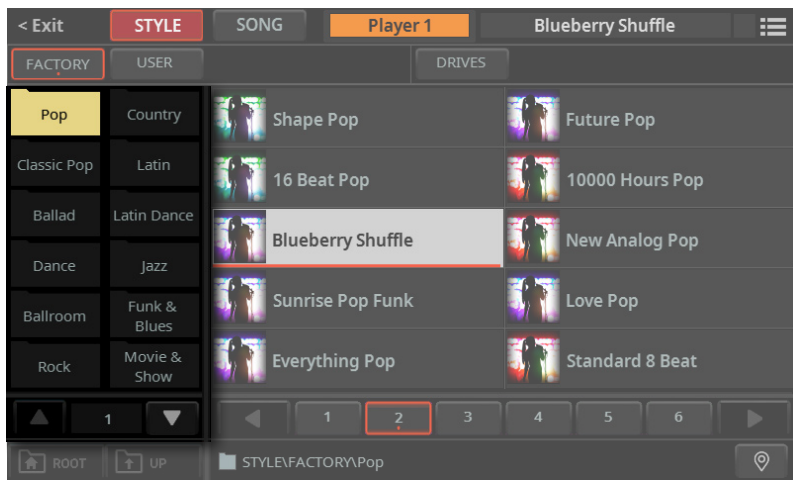 < Exit STYLE SONG Player 1 Blueberry Shuffle
FACTORY USER DRIVES
Pop Country
Classic Pop Latin
Ballad Latin Dance
Dance Jazz
Ballroom Funk &
Blues
Rock Movie &
Show
1
Shape Pop Future Pop
16 Beat Pop 10000 Hours Pop
Blueberry Shuffle New Analog Pop
Sunrise Pop Funk Love Pop
Everything Pop Standard 8 Beat
1 2 3 4 5 6
ROOT UP STYLE\FACTORY\Pop